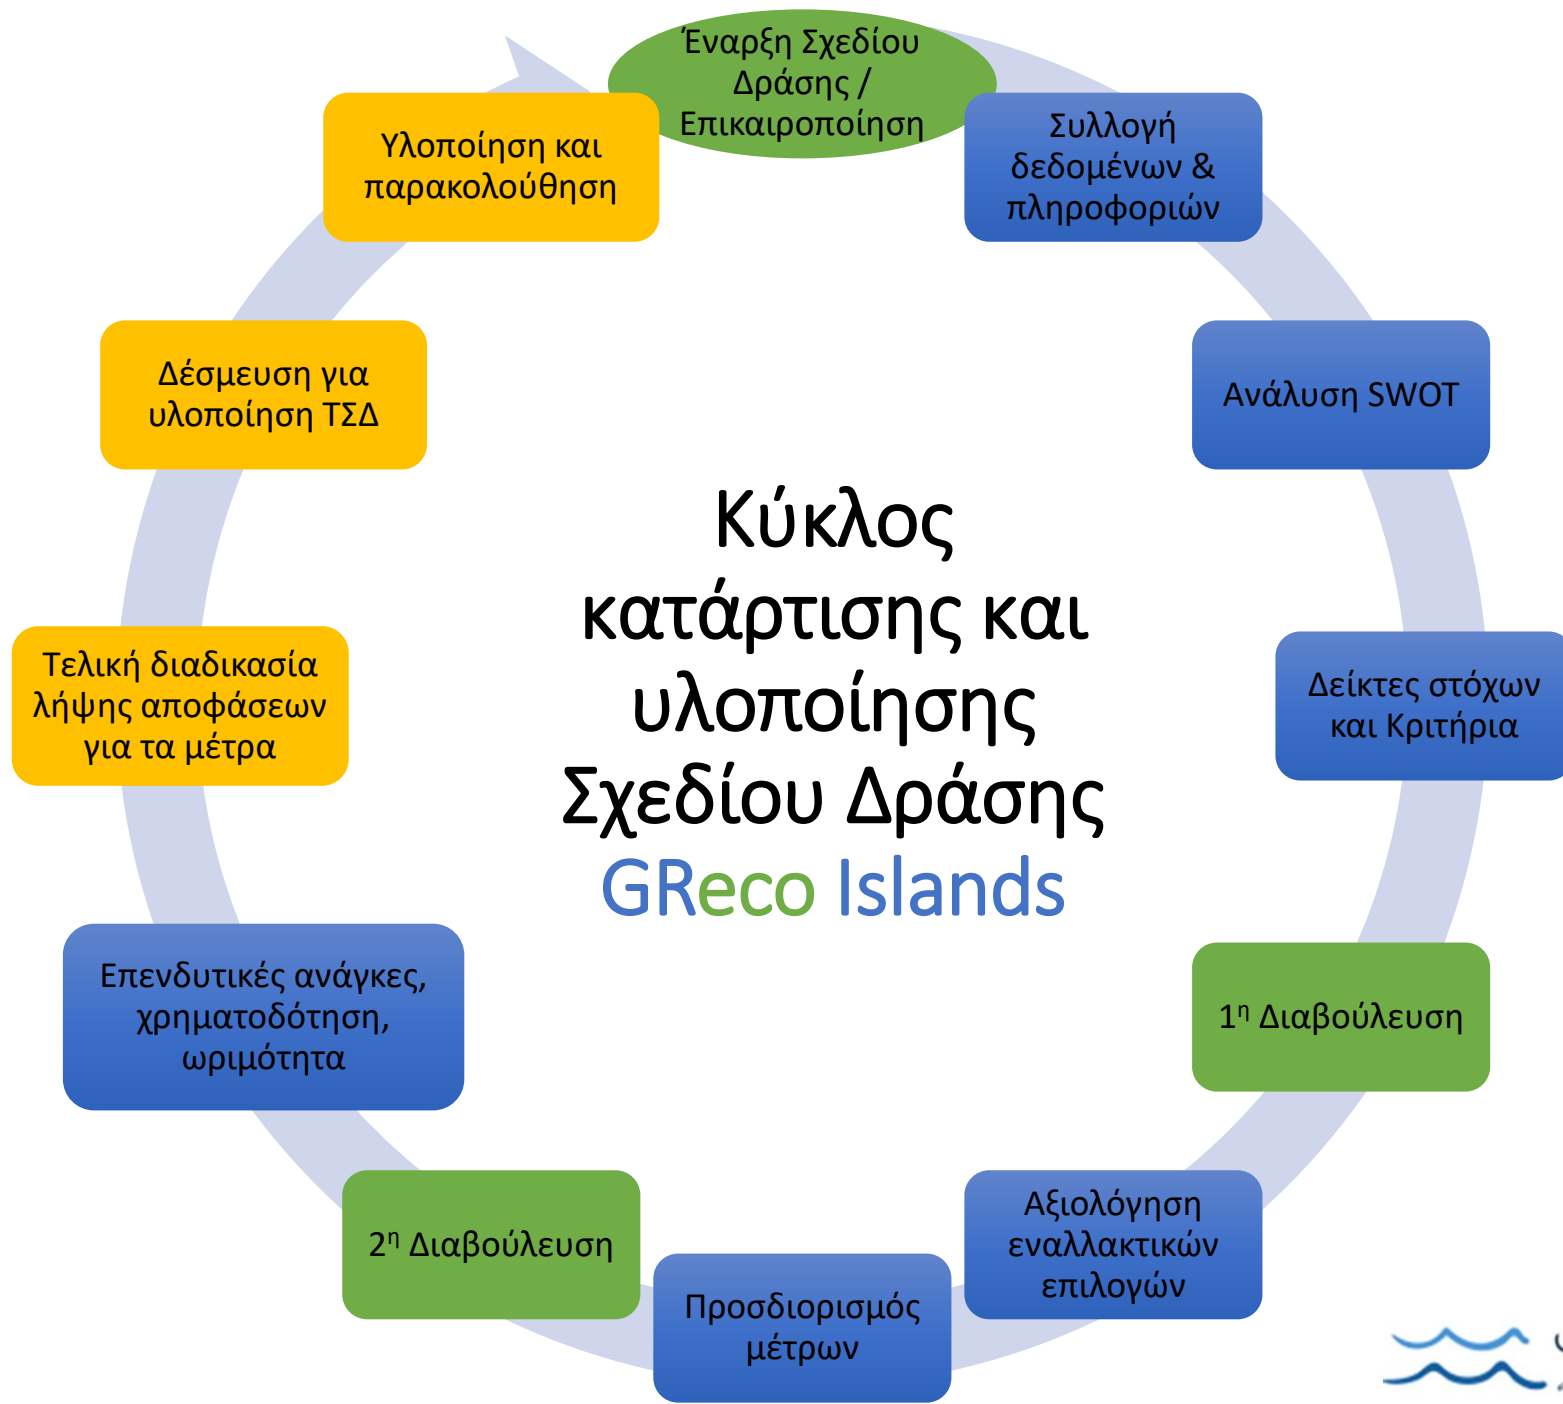 Έναρξη Σχεδίου
Δράσης /
Επικαιροποίηση
Συλλογή
δεδομένων &
πληροφοριών
Ανάλυση SWOT
Δείκτες στόχων
και Κριτήρια
1η Διαβούλευση
Αξιολόγηση
εναλλακτικών
επιλογών
Προσδιορισμός
μέτρων
2η Διαβούλευση
Επενδυτικές ανάγκες,
χρηματοδότηση,
ωριμότητα
Τελική διαδικασία
λήψης αποφάσεων
για τα μέτρα
Δέσμευση για
υλοποίηση ΤΣΔ
Υλοποίηση και
παρακολούθηση
Κύκλος
κατάρτισης και
υλοποίησης
Σχεδίου Δράσης
GReco Islands